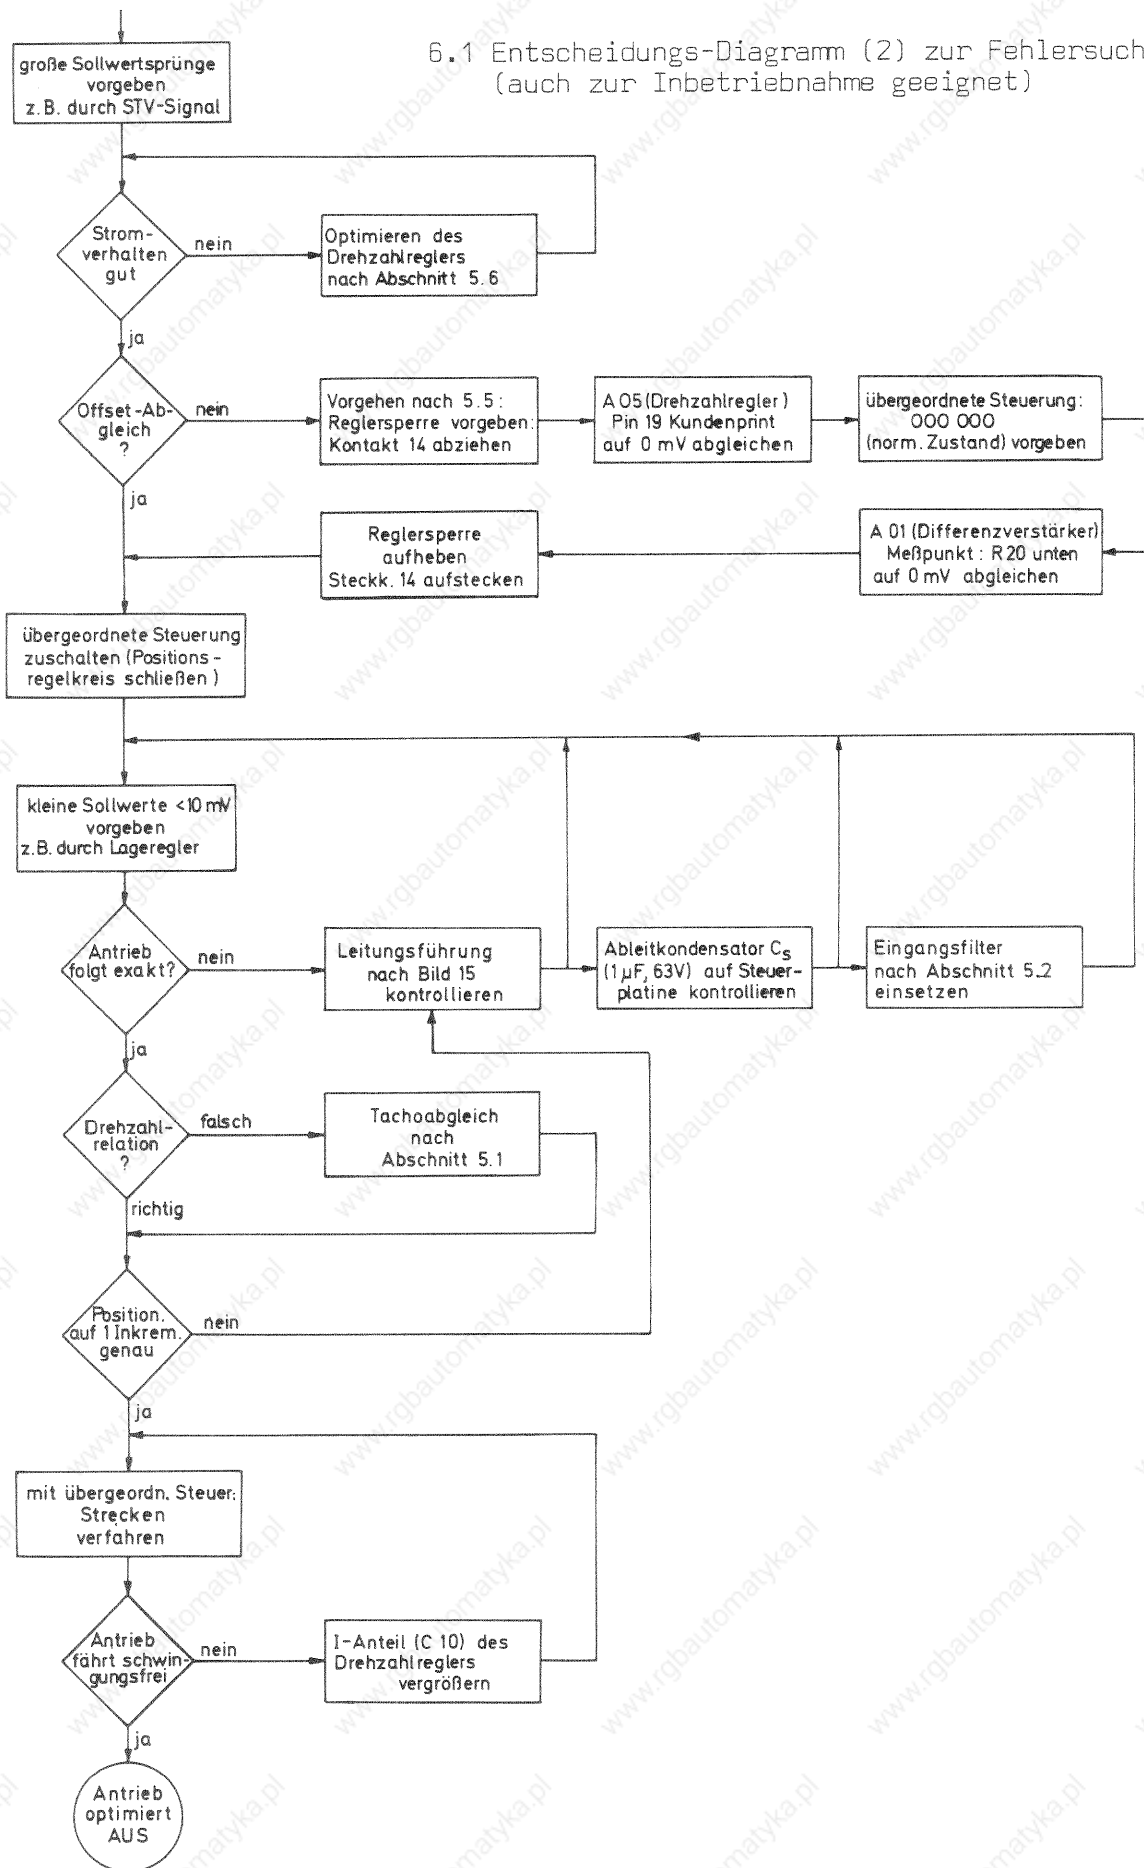 6.1 Entscheidungs-Diagramm (2) zur Fehlersuch
(auch zur Inbetriebnahme geeignet)
große Sollwertsprünge
vorgeben
z.B. durch STV-Signal
Strom-
verhalten
gut
nein
Optimieren des
Drehzahlreglers
nach Abschnitt 5.6
ja
Offset-Ab-
gleich
?
nein
Vorgehen nach 5.5:
Reglersperre vorgeben:
Kontakt 14 abziehen
A 05 (Drehzahlregler)
Pin 19 Kundenprint
auf 0 mV abgleichen
übergeordnete Steuerung:
000 000
(norm. Zustand) vorgeben
ja
Reglersperre
aufheben
Steckk. 14 aufstecken
A 01 (Differenzverstärker)
Meßpunkt: R20 unten
auf 0 mV abgleichen
übergeordnete Steuerung
zuschalten (Positions-
regelkreis schließen)
kleine Sollwerte <10 mV
vorgeben
z.B. durch Lageregler
Antrieb
folgt exakt?
nein
Leitungsführung
nach Bild 15
kontrollieren
Ableitkondensator Cs
(1 µF, 63V) auf Steuer-
platine kontrollieren
Eingangsfilter
nach Abschnitt 5.2
einsetzen
ja
Drehzahl-
relation
?
falsch
Tachoabgleich
nach
Abschnitt 5.1
richtig
Position.
auf 1 Inkrem.
genau
nein
ja
mit übergeordn. Steuer.
Strecken
verfahren
Antrieb
fährt schwin-
gungsfrei
nein
I-Anteil (C 10) des
Drehzahlreglers
vergrößern
ja
Antrieb
optimiert
AUS
www.rgbautomatyka.pl